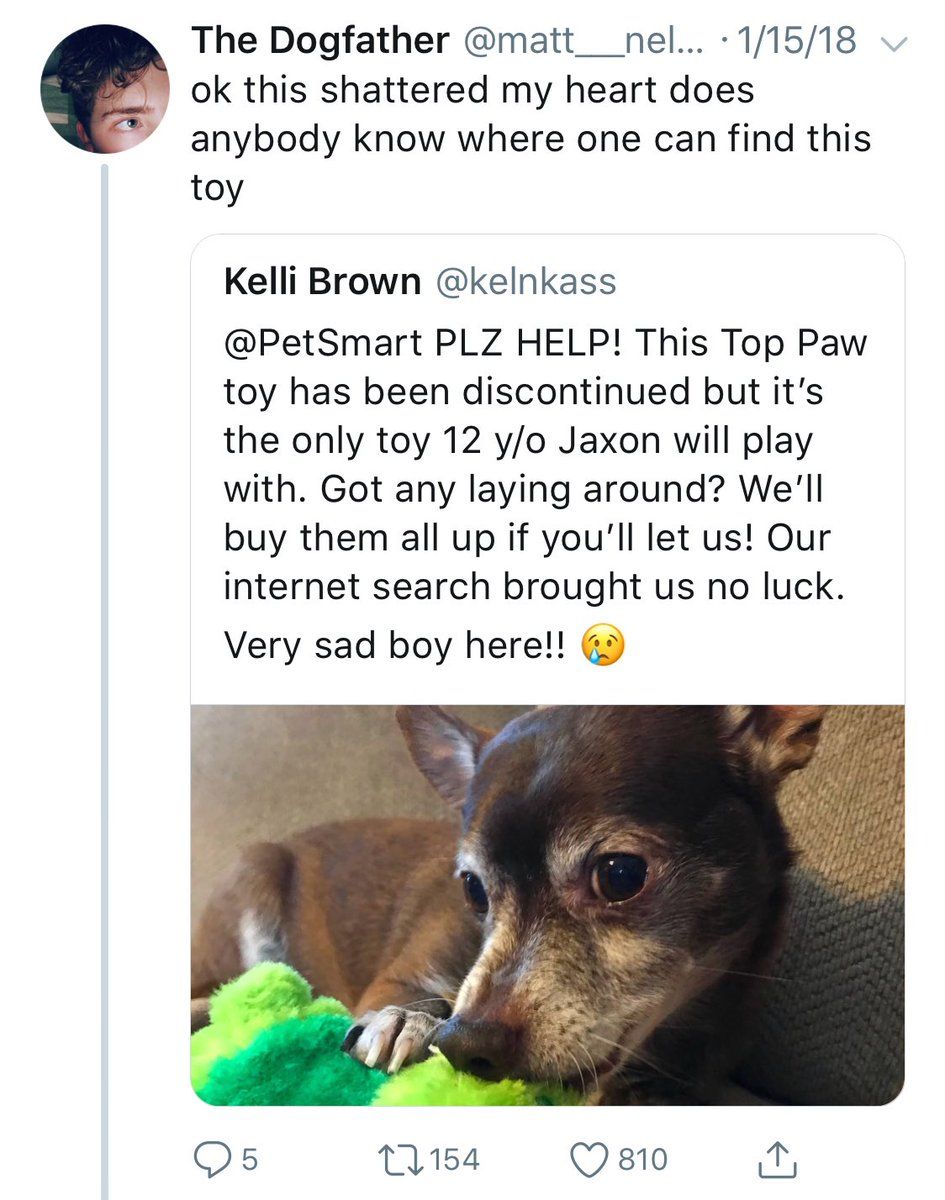 The Dogfather @matt___nel... · 1/15/18
ok this shattered my heart does
anybody know where one can find this
toy
Kelli Brown @kelnkass
@PetSmart PLZ HELP! This Top Paw
toy has been discontinued but it's
the only toy 12 y/o Jaxon will play
with. Got any laying around? We'll
buy them all up if you'll let us! Our
internet search brought us no luck.
Very sad boy here!! 😢
5 154 810